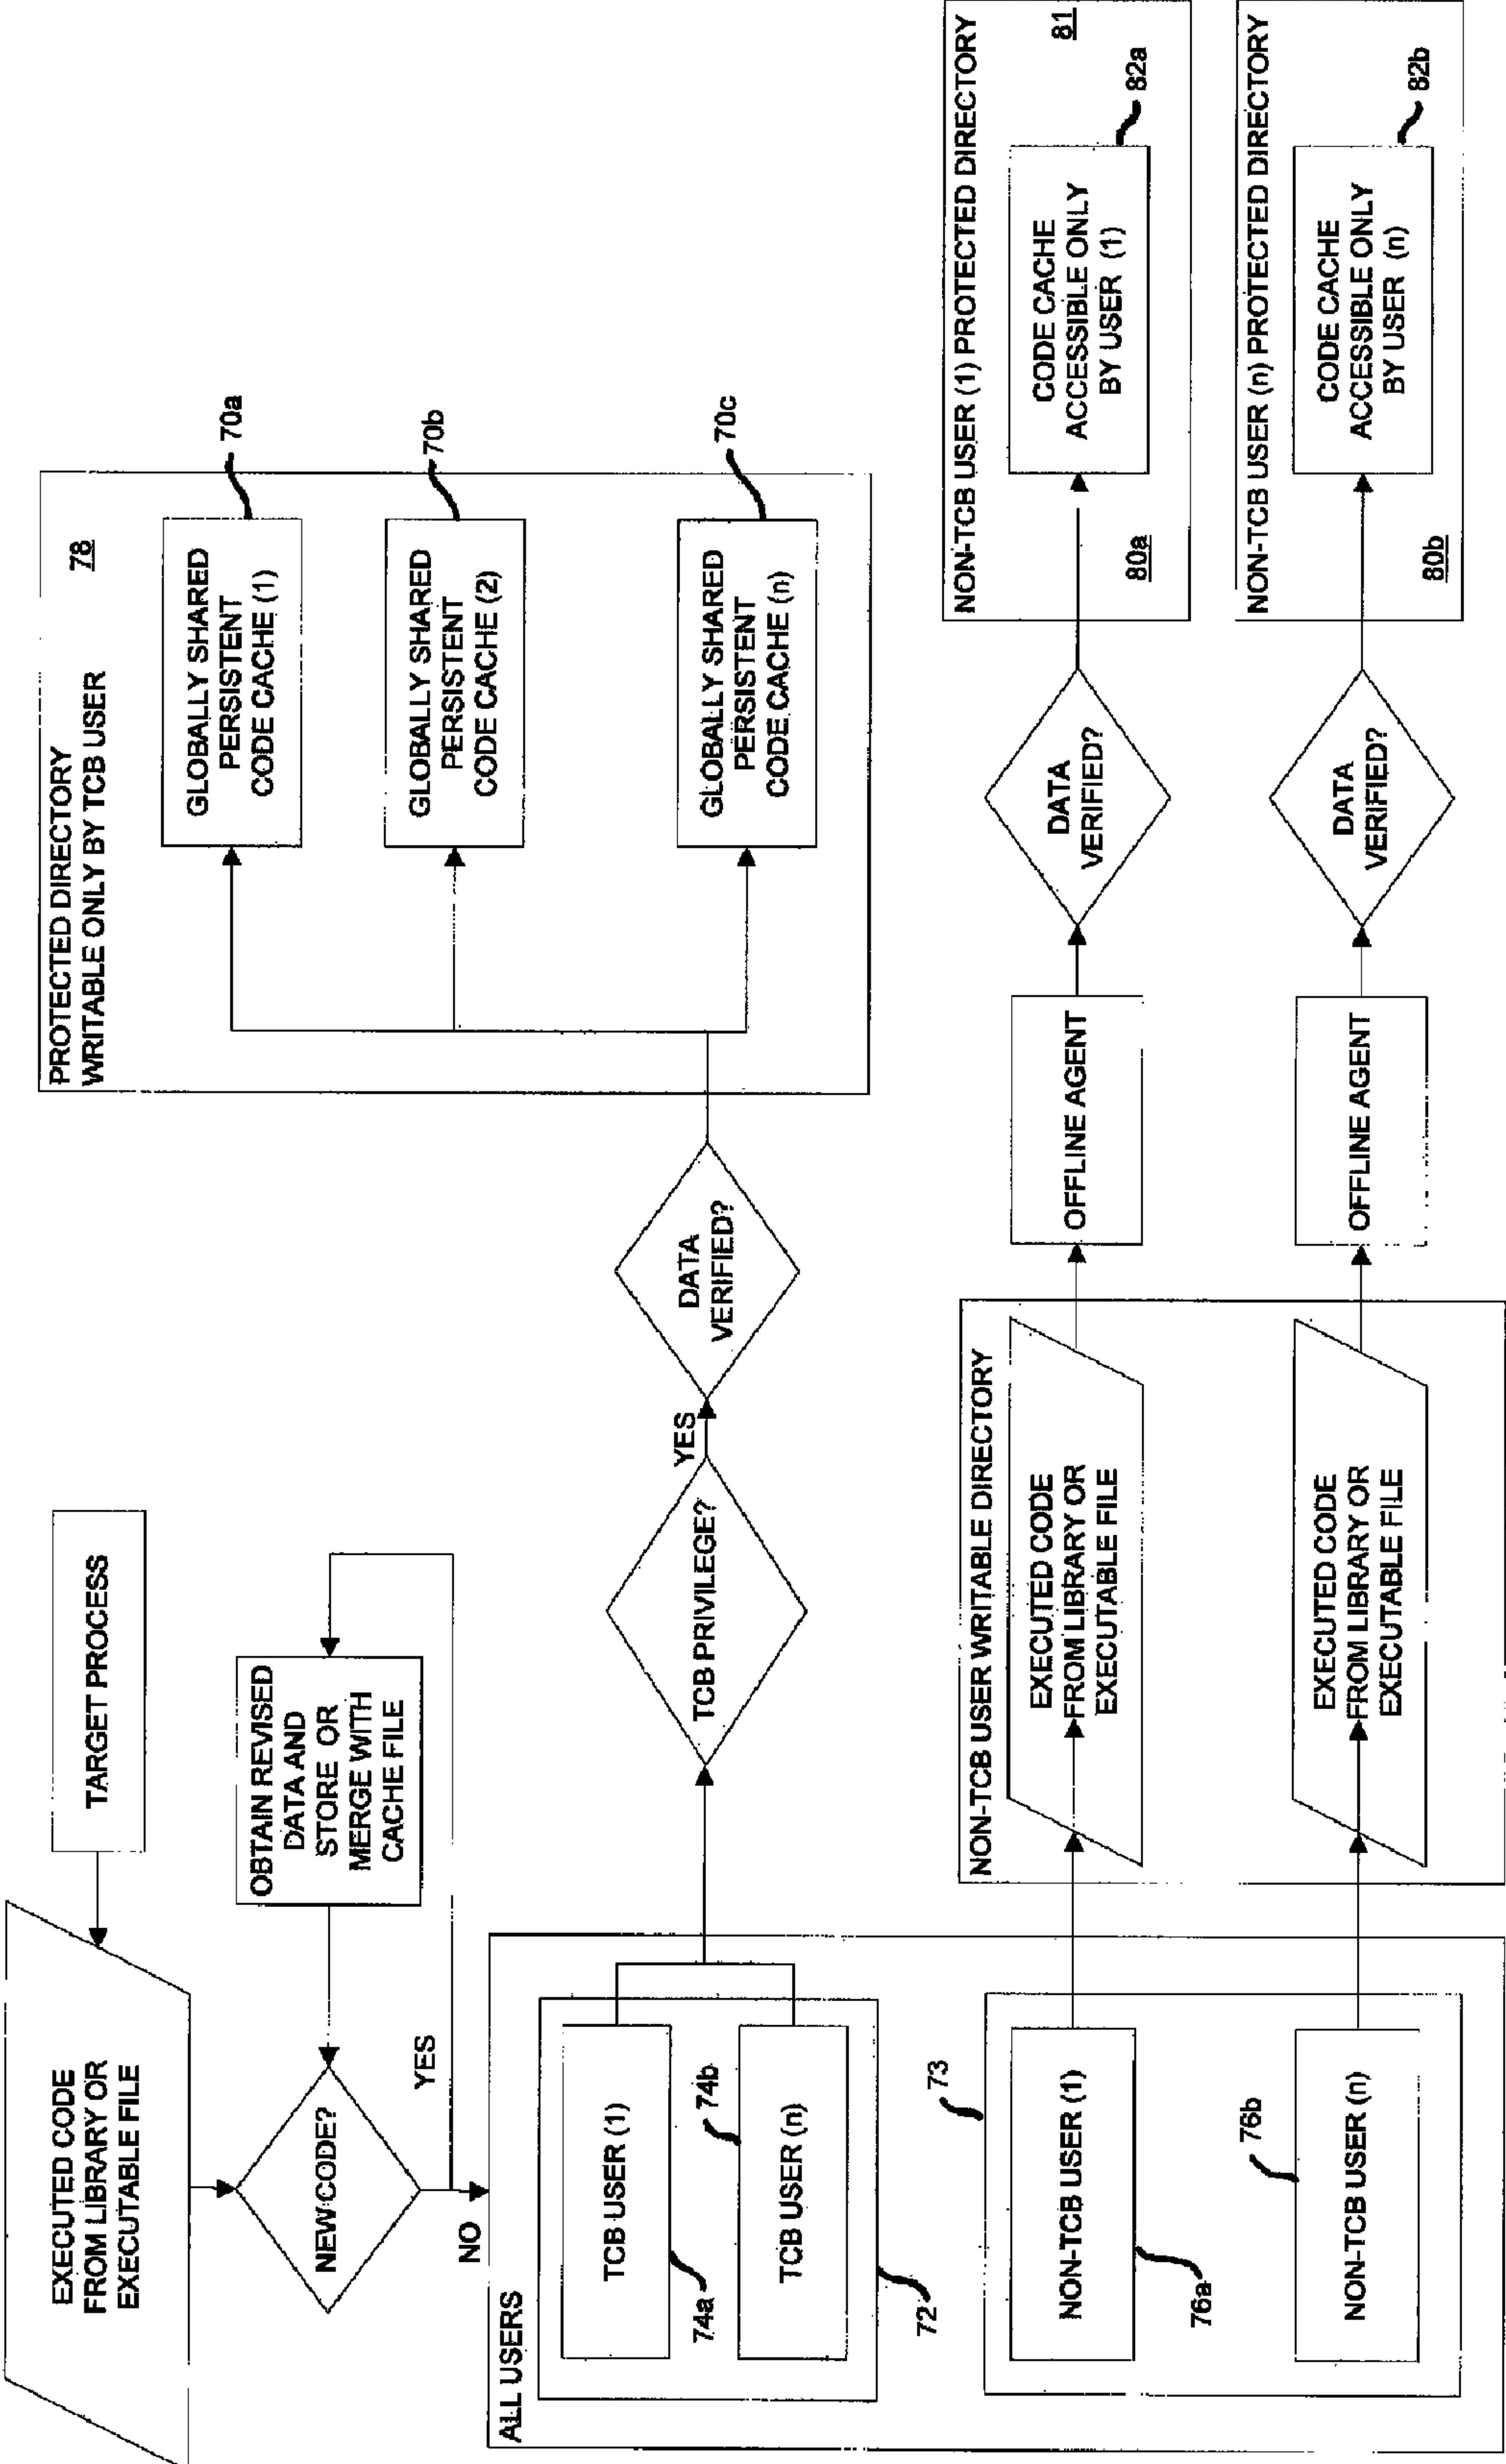 EXECUTED CODE
FROM LIBRARY OR
EXECUTABLE FILE
TARGET PROCESS
NEW CODE?
OBTAIN REVISED
DATA AND
STORE OR
MERGE WITH
CACHE FILE
YES
NO
ALL USERS
TCB USER (1)
74a
TCB USER (n)
74b
72
73
NON-TCB USER (1)
76a
NON-TCB USER (n)
76b
TCB PRIVILEGE?
YES
DATA
VERIFIED?
PROTECTED DIRECTORY
WRITABLE ONLY BY TCB USER
78
GLOBALLY SHARED
PERSISTENT
CODE CACHE (1)
70a
GLOBALLY SHARED
PERSISTENT
CODE CACHE (2)
70b
GLOBALLY SHARED
PERSISTENT
CODE CACHE (n)
70c
NON-TCB USER WRITABLE DIRECTORY
EXECUTED CODE
FROM LIBRARY OR
EXECUTABLE FILE
EXECUTED CODE
FROM LIBRARY OR
EXECUTABLE FILE
OFFLINE AGENT
OFFLINE AGENT
DATA
VERIFIED?
DATA
VERIFIED?
NON-TCB USER (1) PROTECTED DIRECTORY
81
CODE CACHE
ACCESSIBLE ONLY
BY USER (1)
82a
80a
NON-TCB USER (n) PROTECTED DIRECTORY
CODE CACHE
ACCESSIBLE ONLY
BY USER (n)
82b
80b